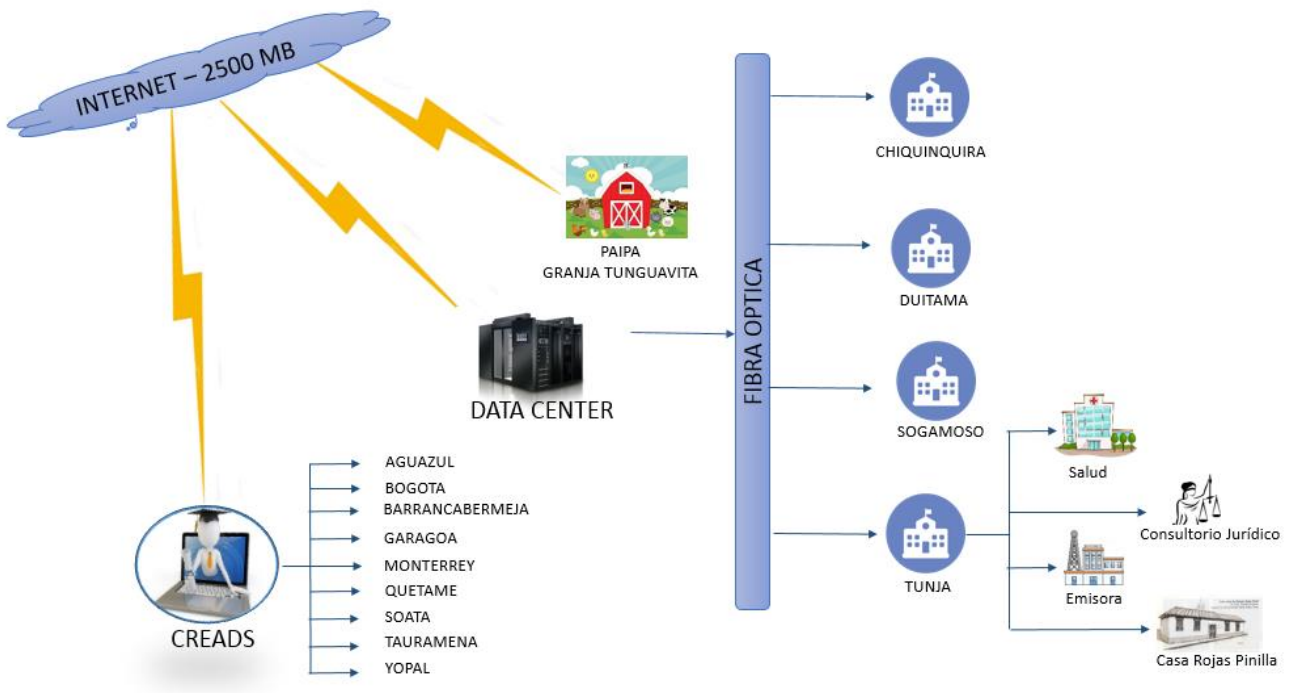 INTERNET – 2500 MB
PAIPA
GRANJA TUNGUAVITA
DATA CENTER
FIBRA OPTICA
CHIQUINQUIRA
DUITAMA
SOGAMOSO
TUNJA
Salud
Consultorio Jurídico
Emisora
Casa Rojas Pinilla
CREADS
AGUAZUL
BOGOTA
BARRANCABERMEJA
GARAGOA
MONTERREY
QUETAME
SOATA
TAURAMENA
YOPAL